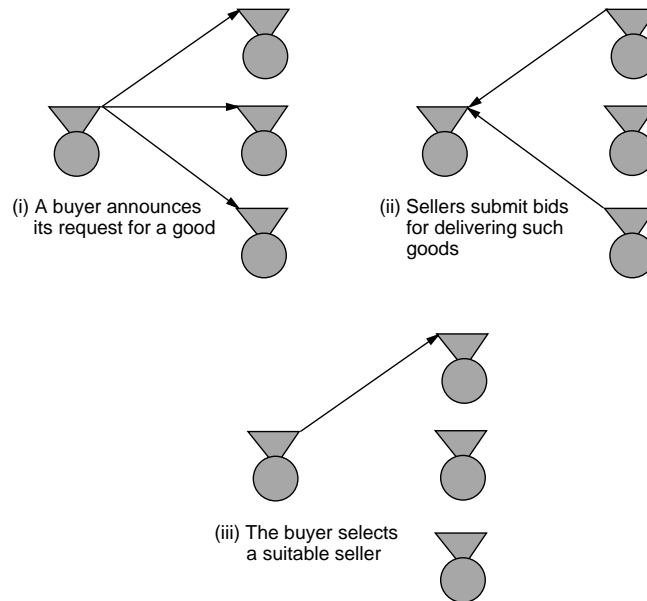 (i) A buyer announces
its request for a good
(ii) Sellers submit bids
for delivering such
goods
(iii) The buyer selects
a suitable seller